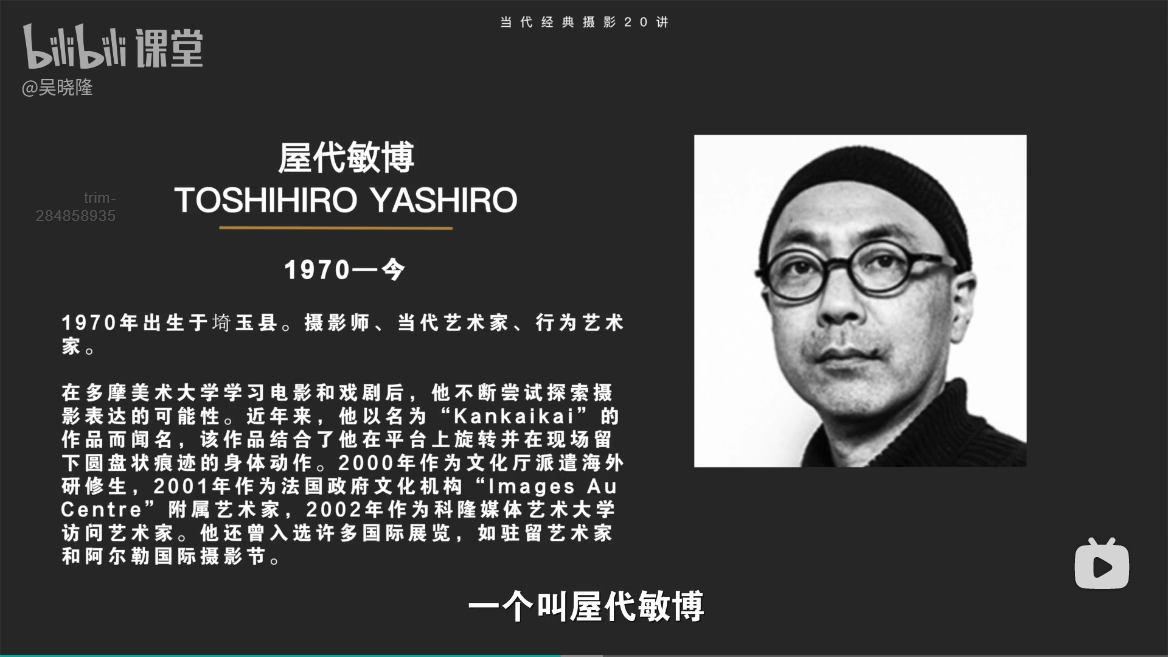 当代经典摄影20讲
bilibili 课堂
@吴晓隆
屋代敏博
TOSHIHIRO YASHIRO
trim-
284858935
1970—今
1970年出生于埼玉县。摄影师、当代艺术家、行为艺术
家。
在多摩美术大学学习电影和戏剧后，他不断尝试探索摄
影表达的可能性。近年来，他以名为“Kankaikai”的
作品而闻名，该作品结合了他在平台上旋转并在现场留
下圆盘状痕迹的身体动作。2000年作为文化厅派遣海外
研修生，2001年作为法国政府文化机构“Images Au
Centre”附属艺术家，2002年作为科隆媒体艺术大学
访问艺术家。他还曾入选许多国际展览，如驻留艺术家
和阿尔勒国际摄影节。
一个叫屋代敏博